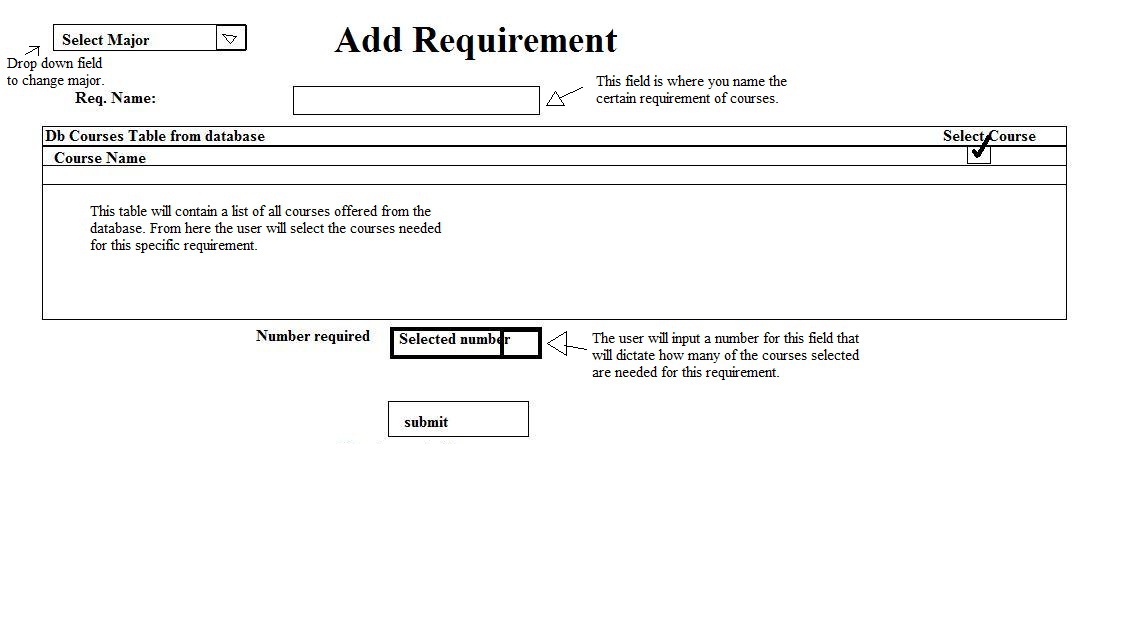 Select Major
Add Requirement
Drop down field
to change major.
Req. Name:
This field is where you name the
certain requirement of courses.
Db Courses Table from database
Select Course
Course Name
This table will contain a list of all courses offered from the
database. From here the user will select the courses needed
for this specific requirement.
Number required
Selected number
The user will input a number for this field that
will dictate how many of the courses selected
are needed for this requirement.
submit